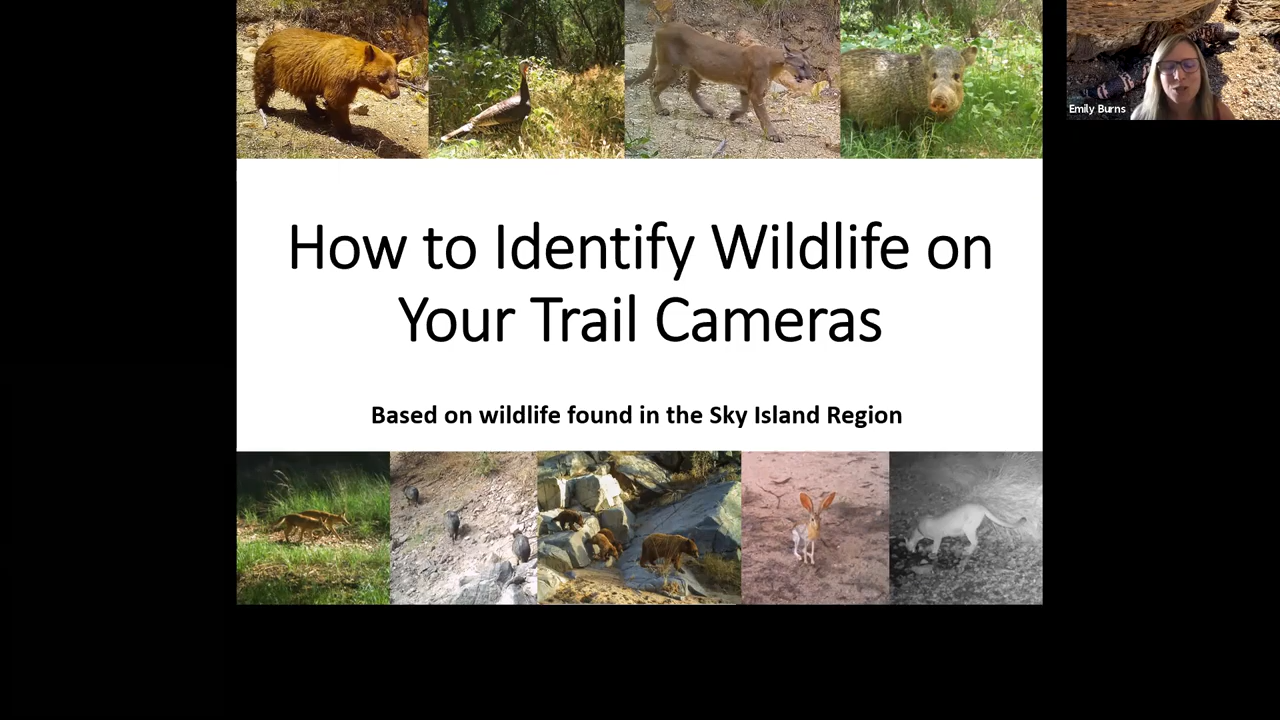 Emily Burns
How to Identify Wildlife on
Your Trail Cameras
Based on wildlife found in the Sky Island Region